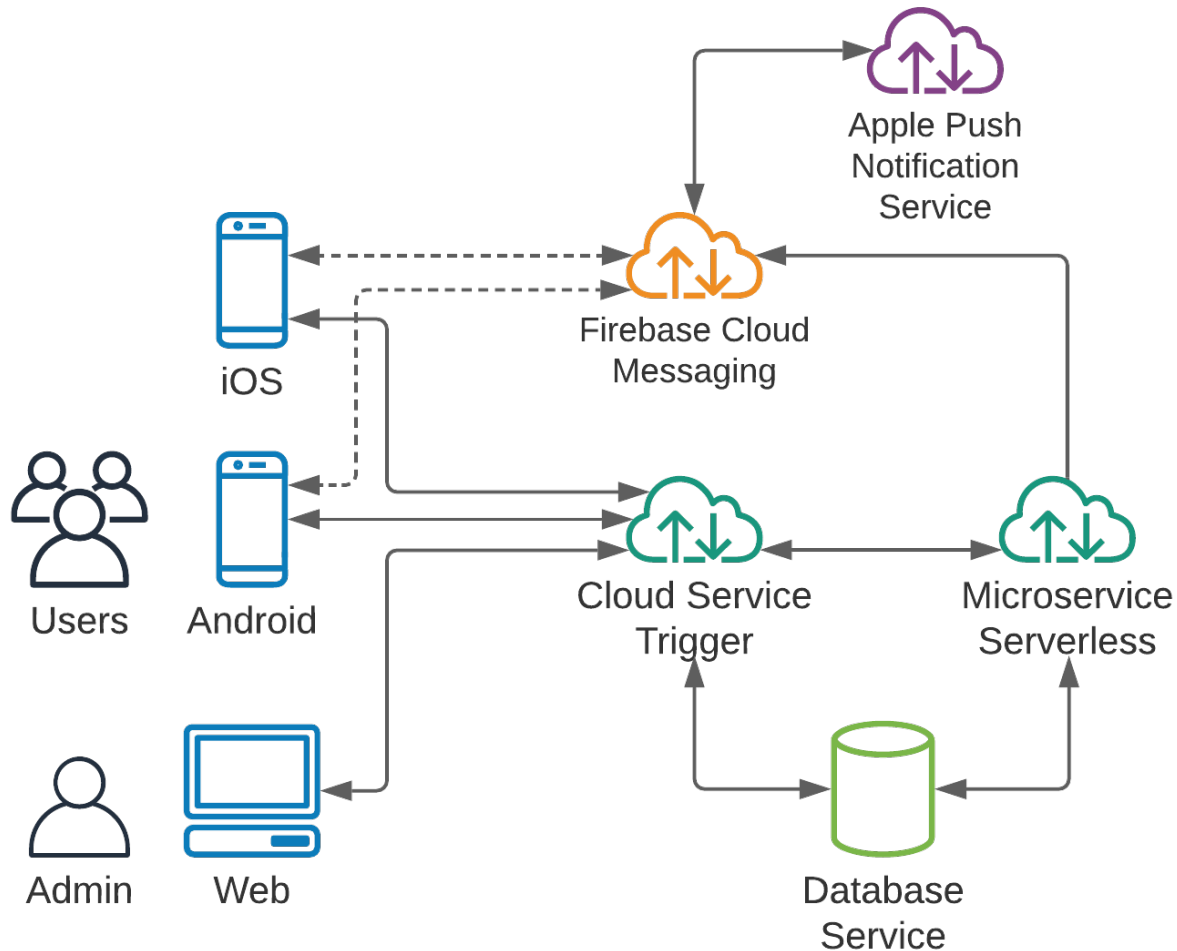 Apple Push
Notification
Service
Firebase Cloud
Messaging
iOS
Users
Android
Cloud Service
Trigger
Microservice
Serverless
Admin
Web
Database
Service